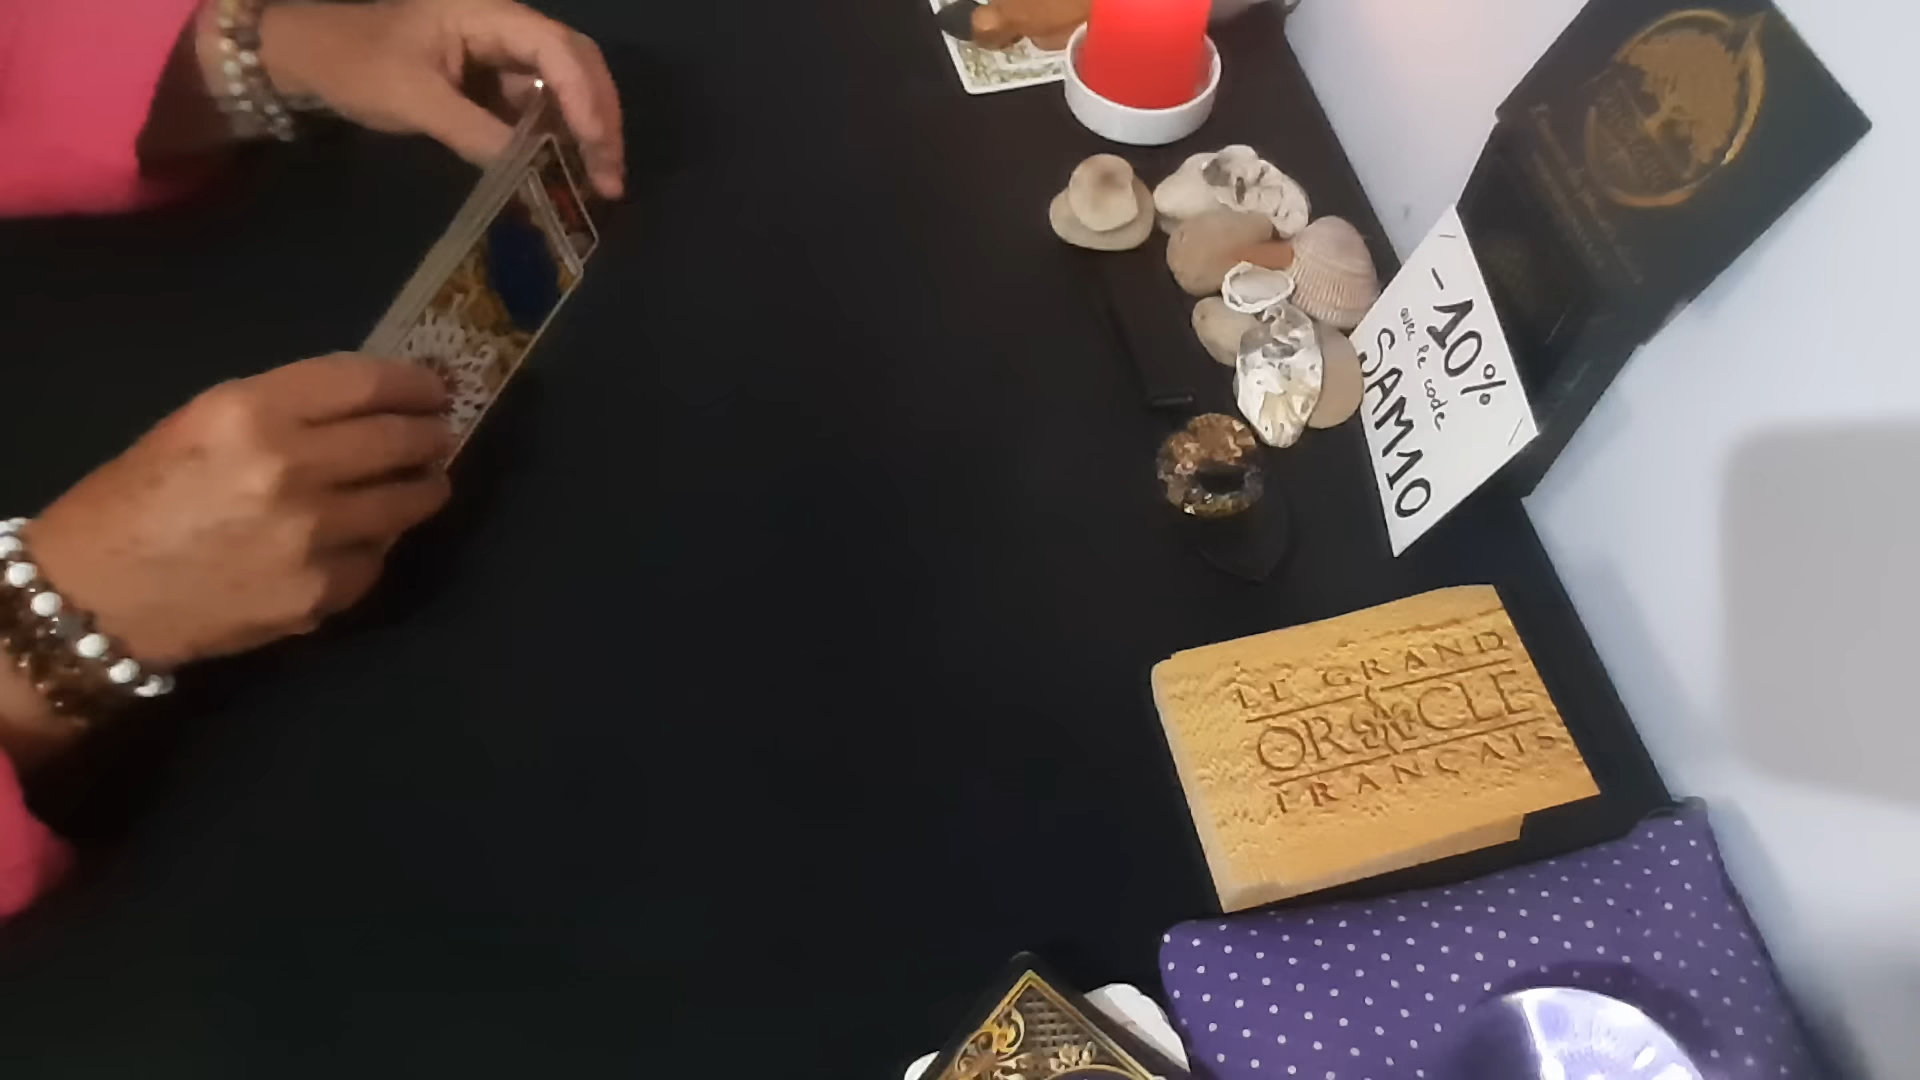 -10%
avec le code
SAM10
LE GRAND
ORACLE
FRANÇAIS